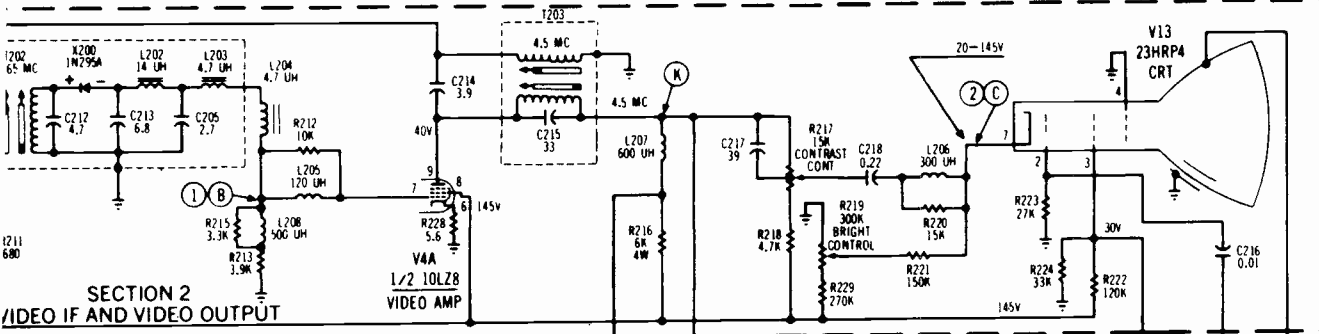 T203
4.5 MC
T202
65 MC
X200
1N295A
+ -
L202
14 UH
L203
4.7 UH
L204
4.7 UH
C212
4.7
C213
6.8
C205
2.7
R212
10K
L205
120 UH
1 B
R215
3.3K
L208
500 UH
R213
3.9K
R211
680
C214
3.9
40V
9
7
8
6
145V
R228
5.6
V4A
1/2 10LZ8
VIDEO AMP
C215
33
4.5 MC
K
L207
600 UH
R216
6K
4W
C217
39
R217
15K
CONTRAST
CONT
C218
0.22
R218
4.7K
R219
300K
BRIGHT
CONTROL
R229
270K
L206
300 UH
R220
15K
R221
150K
20-145V
2 C
7
V13
23HRP4
CRT
4
2
3
R223
27K
30V
R224
33K
R222
120K
C216
0.01
145V
SECTION 2
VIDEO IF AND VIDEO OUTPUT